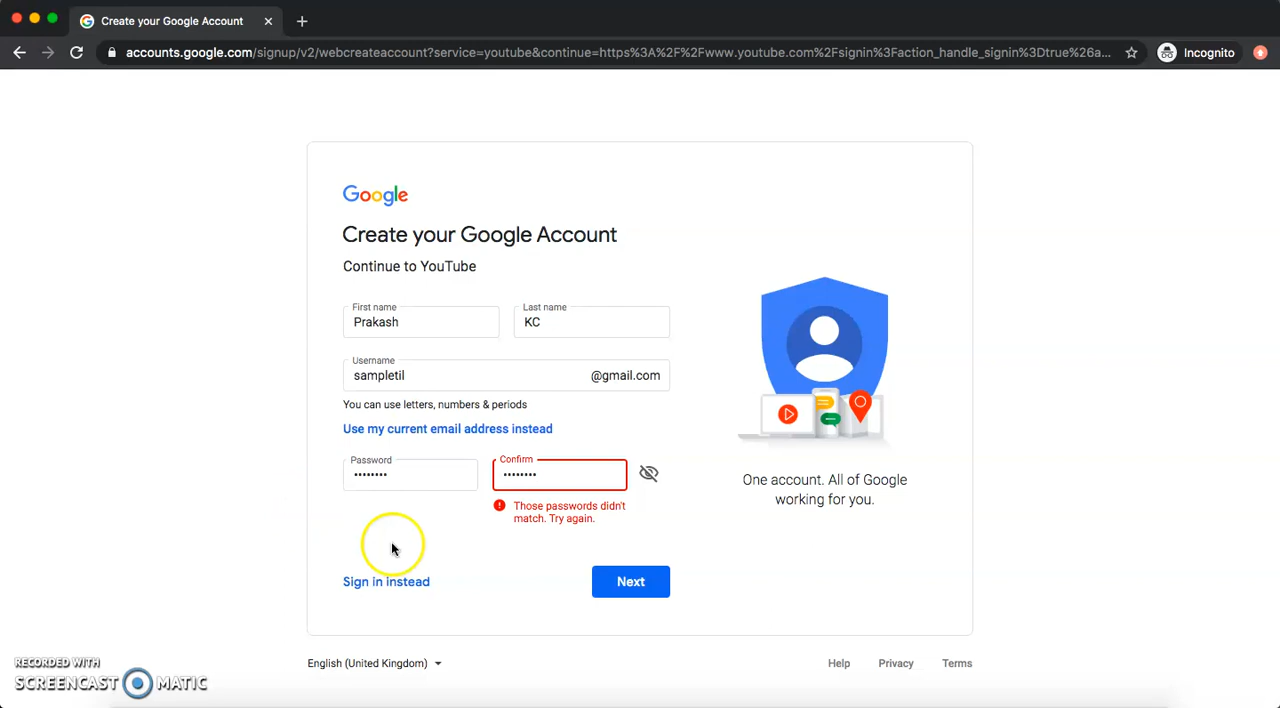 Create your Google Account
accounts.google.com/signup/v2/webcreateaccount?service=youtube&continue=https%3A%2F%2Fwww.youtube.com%2Fsignin%3Faction_handle_signin%3Dtrue%26a...
Incognito
Google
Create your Google Account
Continue to YouTube
First name
Last name
Prakash
KC
Username
sampletil
@gmail.com
You can use letters, numbers & periods
Use my current email address instead
Password
Confirm
••••••••
••••••••
Those passwords didn't
match. Try again.
One account. All of Google
working for you.
Sign in instead
Next
English (United Kingdom)
Help
Privacy
Terms
RECORDED WITH
SCREENCAST MATIC